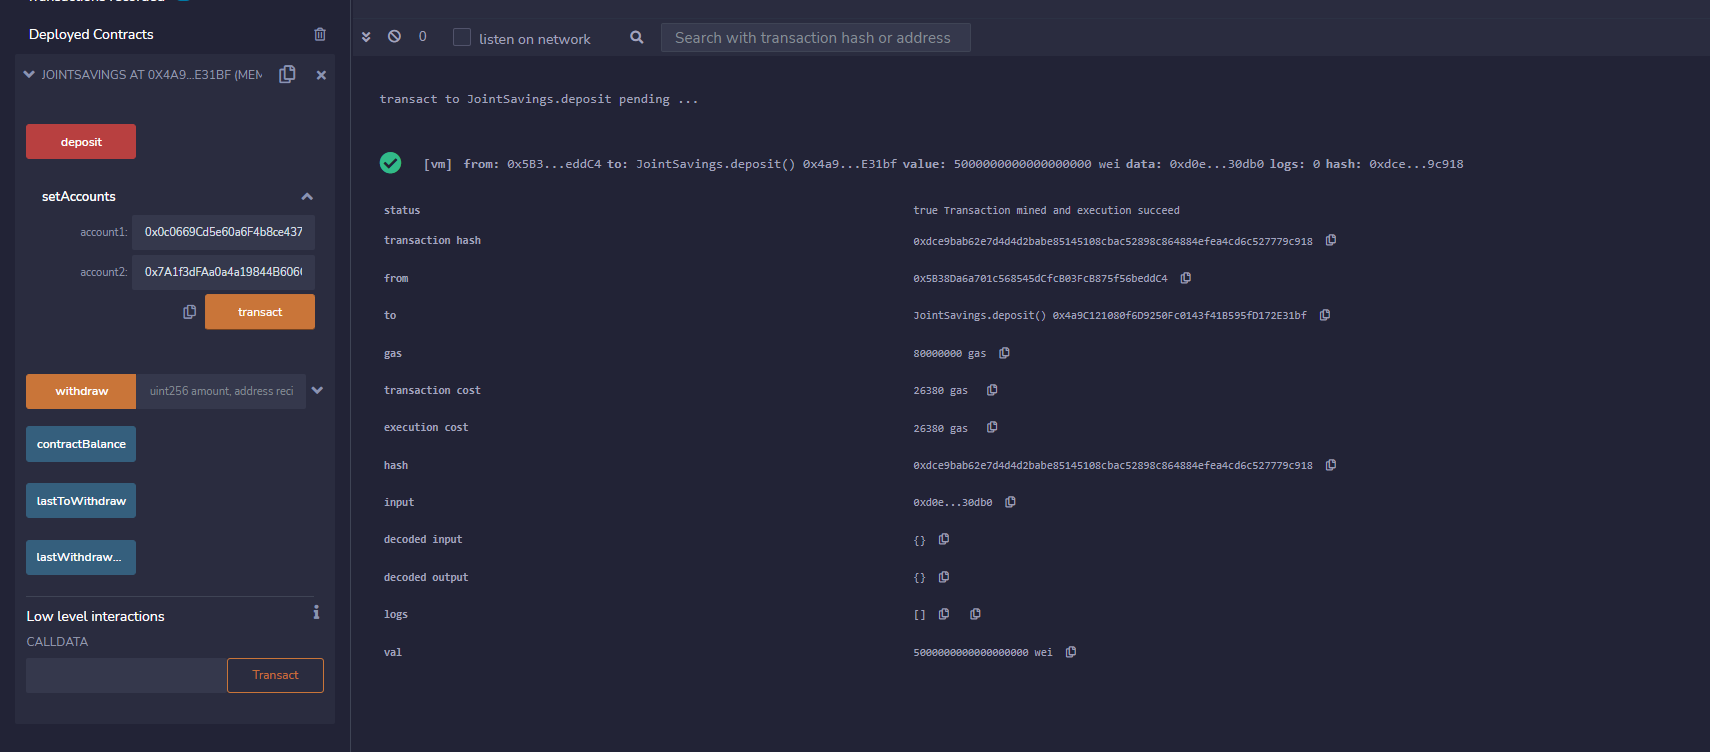 Transactions recorded
Deployed Contracts
JOINTSAVINGS AT 0X4A9...E31BF (MEM
deposit
setAccounts
account1: 0x0c0669Cd5e60a6F4b8ce437
account2: 0x7A1f3dFAa0a4a19844B606
transact
withdraw uint256 amount, address reci
contractBalance
lastToWithdraw
lastWithdraw...
Low level interactions
CALLDATA
Transact
0 listen on network Search with transaction hash or address
transact to JointSavings.deposit pending ...
[vm] from: 0x5B3...eddC4 to: JointSavings.deposit() 0x4a9...E31bf value: 5000000000000000000 wei data: 0xd0e...30db0 logs: 0 hash: 0xdce...9c918
status true Transaction mined and execution succeed
transaction hash 0xdce9bab62e7d4d4d2babe85145108cbac52898c864884efea4cd6c527779c918
from 0x5B38Da6a701c568545dCfcB03FcB875f56beddC4
to JointSavings.deposit() 0x4a9C121080f6D9250Fc0143f41B595fD172E31bf
gas 80000000 gas
transaction cost 26380 gas
execution cost 26380 gas
hash 0xdce9bab62e7d4d4d2babe85145108cbac52898c864884efea4cd6c527779c918
input 0xd0e...30db0
decoded input {}
decoded output {}
logs []
val 5000000000000000000 wei